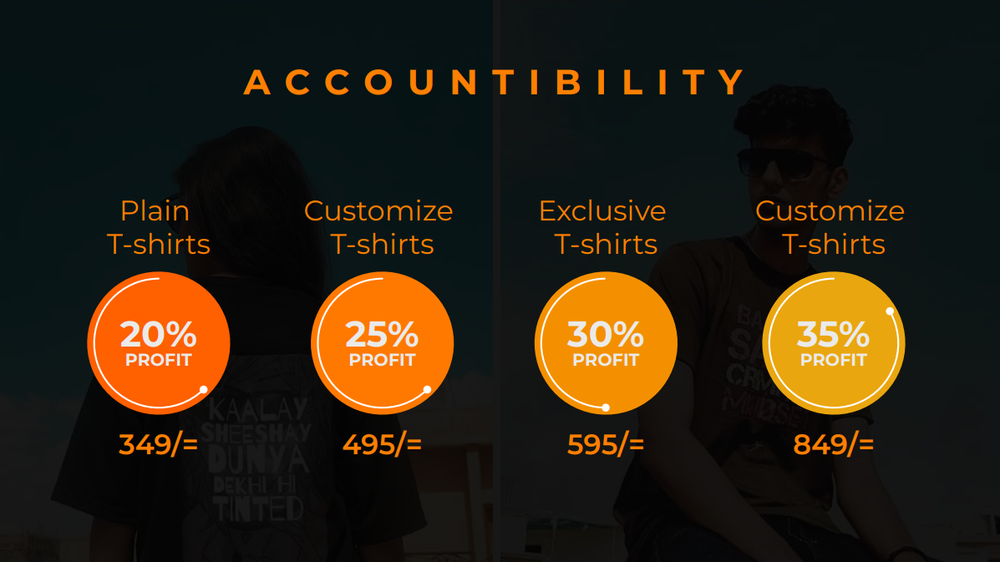 ACCOUNTIBILITY
Plain
T-shirts
Customize
T-shirts
Exclusive
T-shirts
Customize
T-shirts
20%
PROFIT
25%
PROFIT
30%
PROFIT
35%
PROFIT
349/=
495/=
595/=
849/=
KAALAY
SHEESHAY
DUNYA
DEKHI HI
TINTED